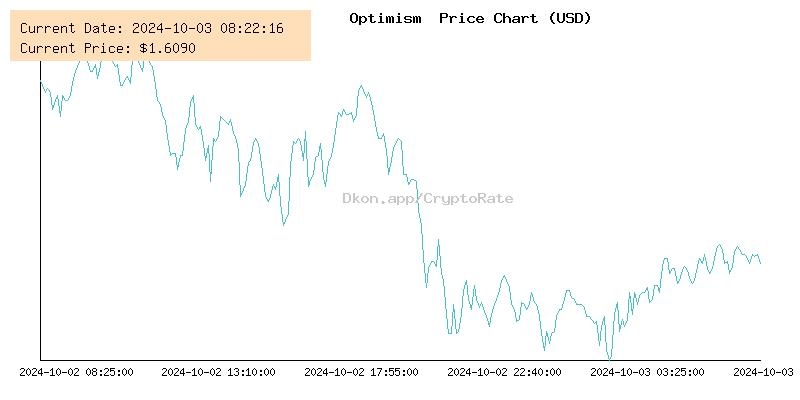 Optimism  Price Chart (USD)
Current Date: 2024-10-03 08:22:16
Current Price: $1.6090
Dkon.app/CryptoRate
2024-10-02 08:25:00 2024-10-02 13:10:00 2024-10-02 17:55:00 2024-10-02 22:40:00 2024-10-03 03:25:00 2024-10-03